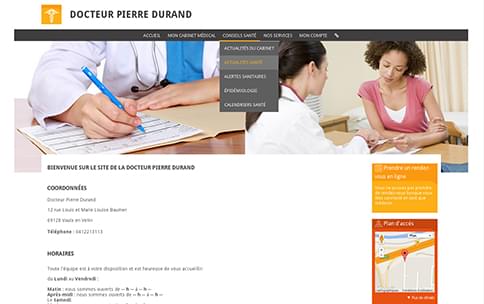 DOCTEUR PIERRE DURAND
ACCUEIL MON CABINET MÉDICAL CONSEILS SANTÉ NOS SERVICES MON COMPTE
ACTUALITÉS DU CABINET
ACTUALITÉS SANTÉ
ALERTES SANITAIRES
ÉPIDÉMIOLOGIE
CALENDRIERS SANTÉ
BIENVENUE SUR LE SITE DE LA DOCTEUR PIERRE DURAND
COORDONNÉES
Docteur Pierre Durand
12 rue Louis et Marie Louise Baumer
69120 Vaulx en Velin
Téléphone : 0412213113
HORAIRES
Toute l'équipe est à votre disposition et est heureuse de vous accueillir
du Lundi au Vendredi :
Matin : nous sommes ouverts de -- h -- à -- h --
Après midi : nous sommes ouverts de -- h -- à -- h --
Le Samedi
Prendre un rendez-
vous en ligne
Plan d'accès
Plan
Plus de détails